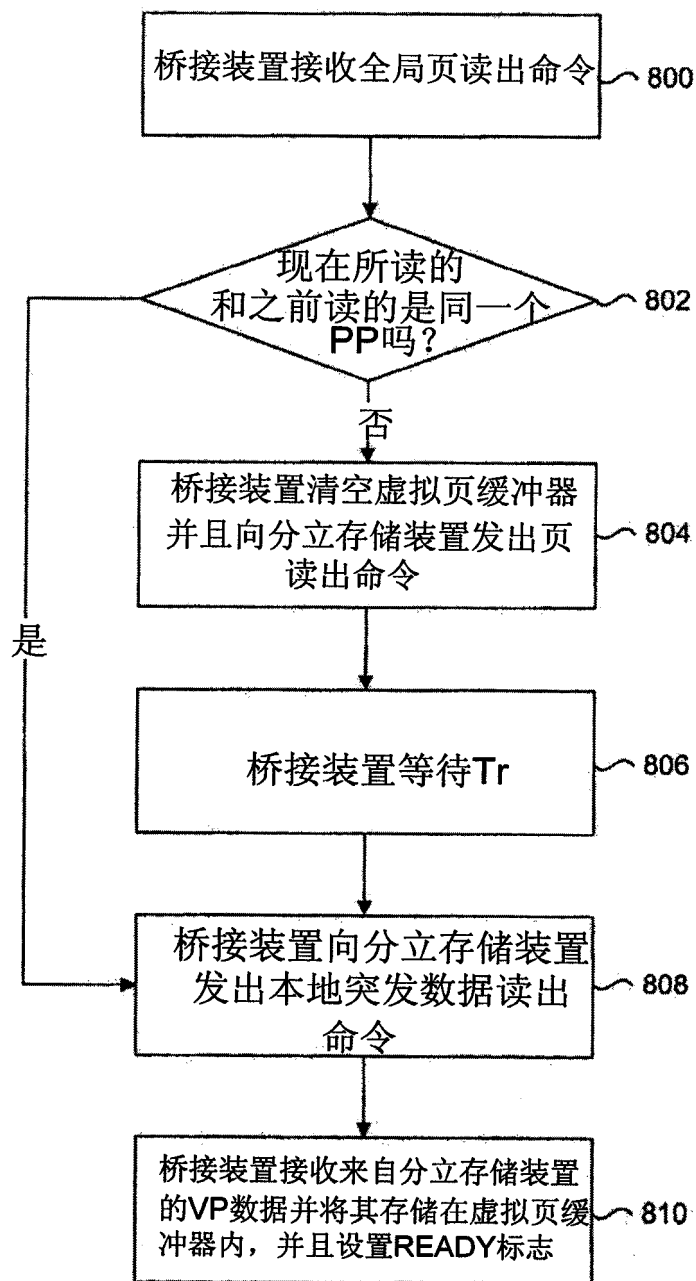 桥接装置接收全局页读出命令
800
现在所读的
和之前读的是同一个
PP吗？
802
否
桥接装置清空虚拟页缓冲器
并且向分立存储装置发出页
读出命令
804
是
桥接装置等待Tr
806
桥接装置向分立存储装置
发出本地突发数据读出
命令
808
桥接装置接收来自分立存储装置
的VP数据并将其存储在虚拟页缓
冲器内，并且设置READY标志
810